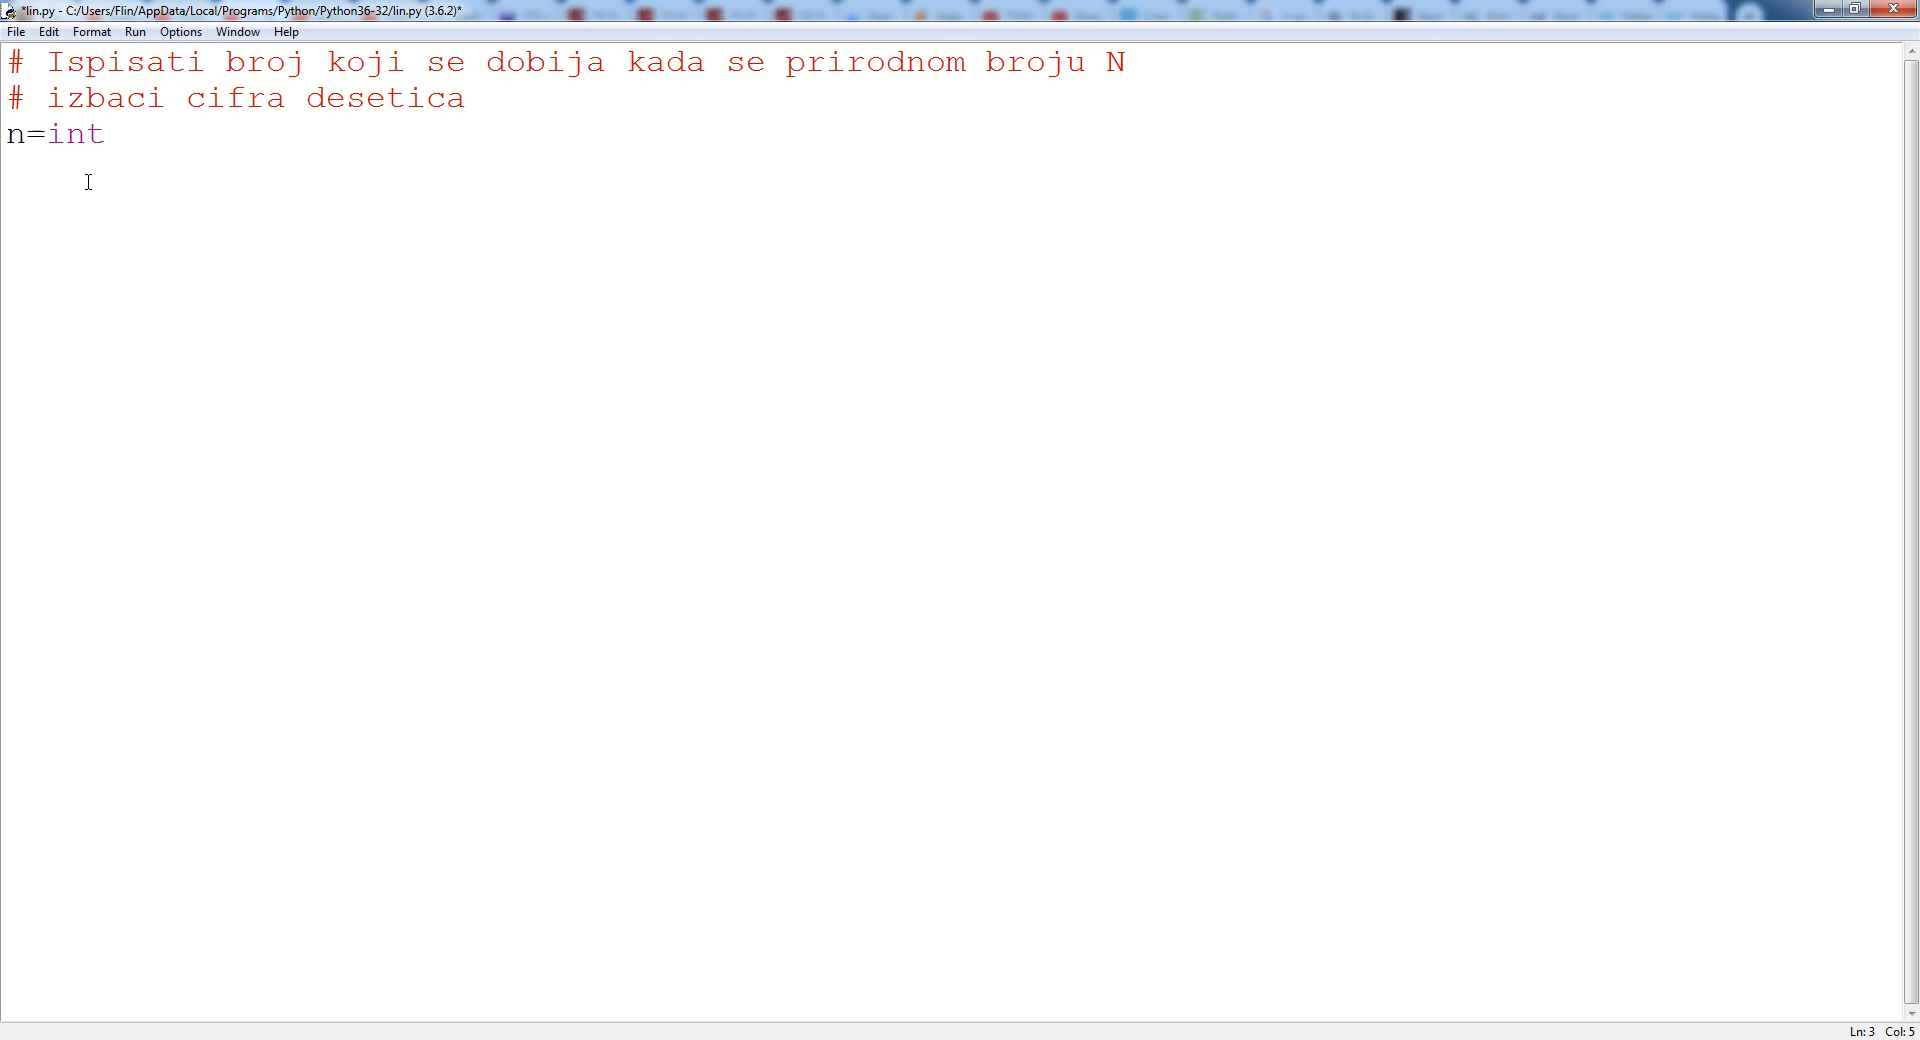 *lin.py - C:/Users/Flin/AppData/Local/Programs/Python/Python36-32/lin.py (3.6.2)*
File Edit Format Run Options Window Help
# Ispisati broj koji se dobija kada se prirodnom broju N
# izbaci cifra desetica
n=int
Ln: 3 Col: 5